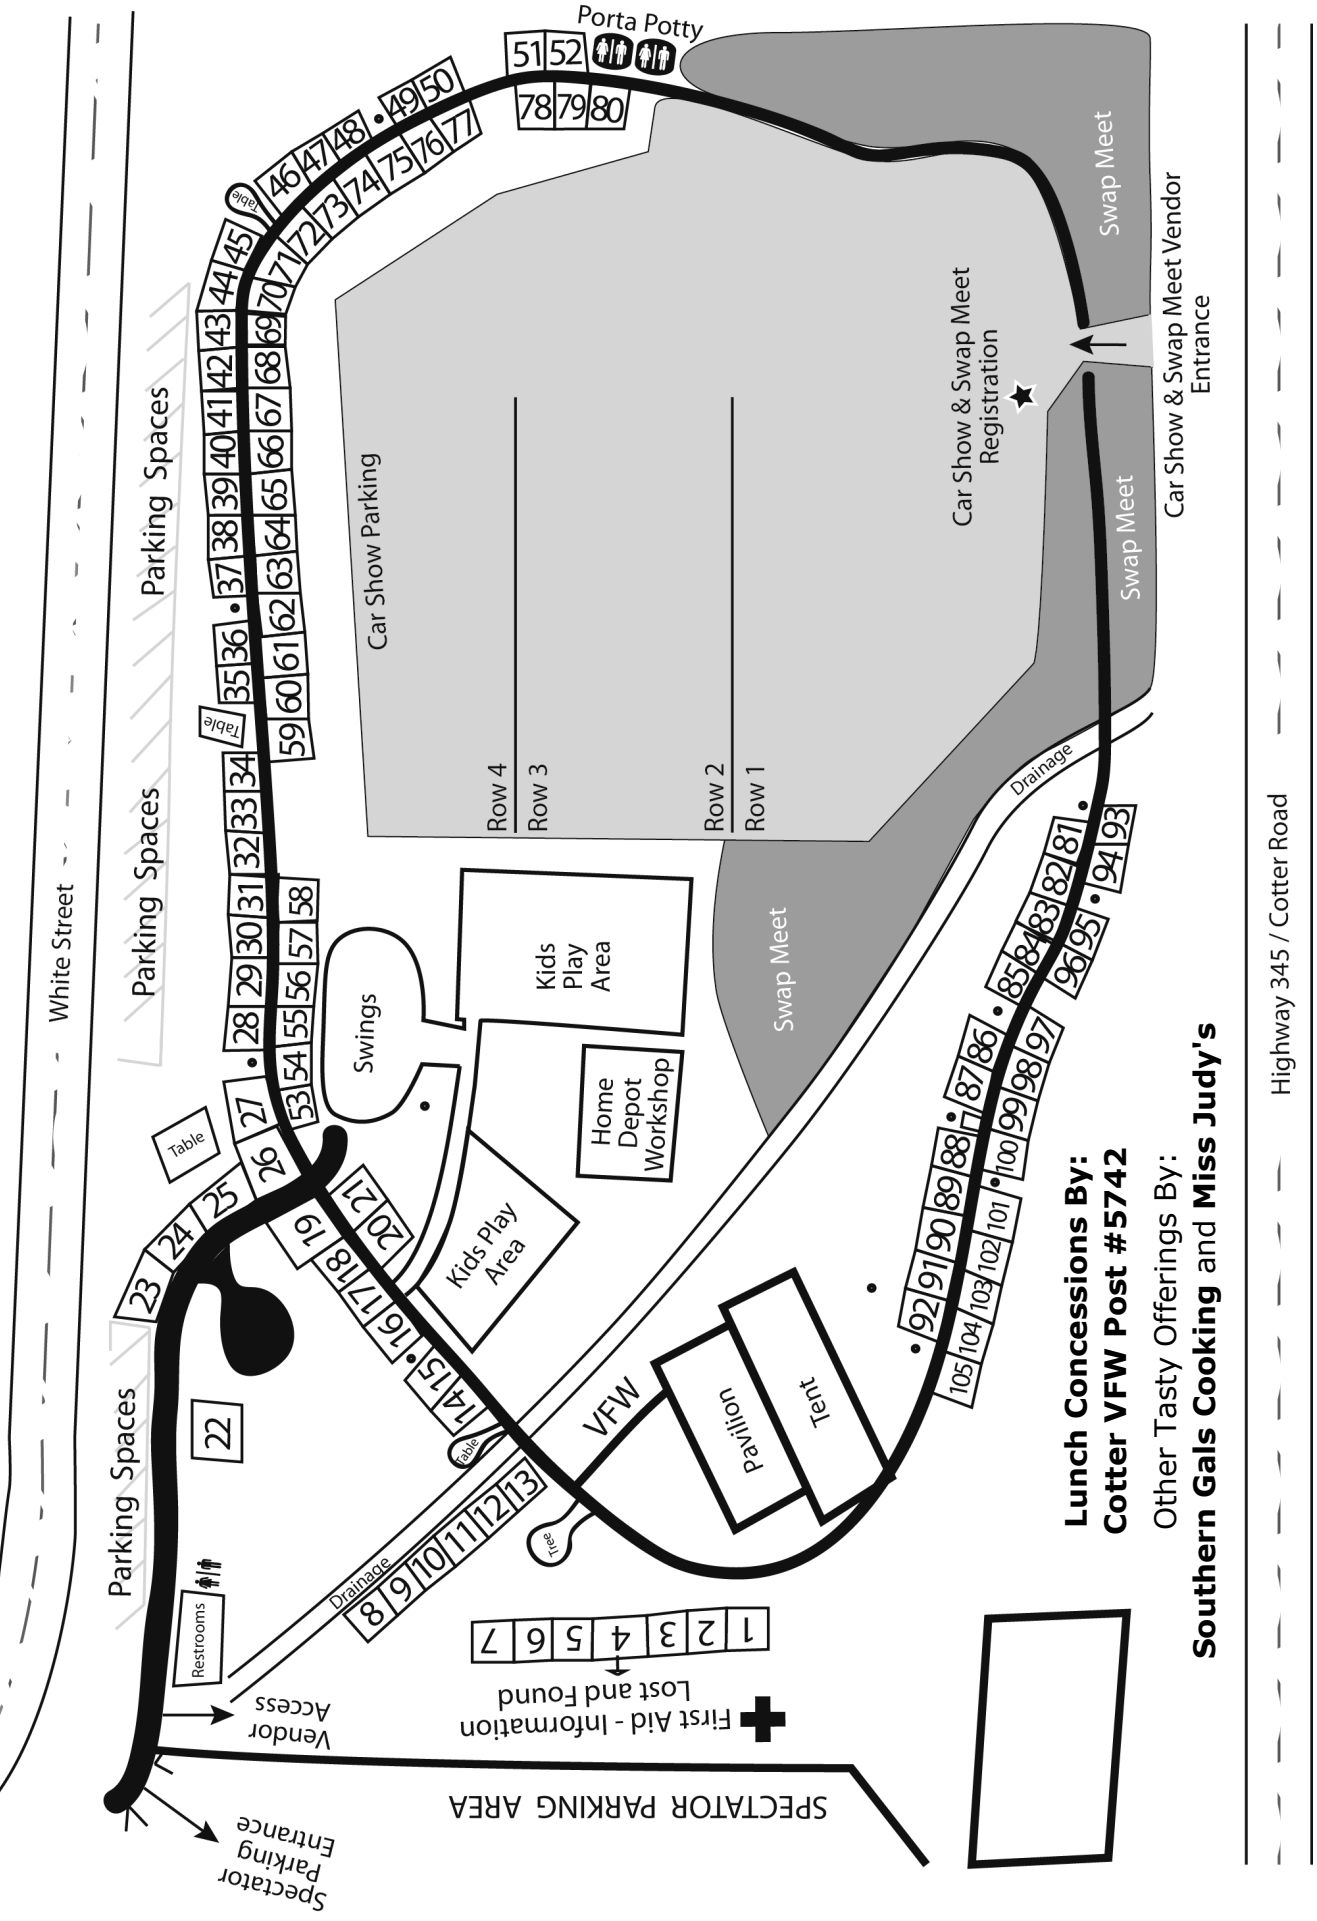 Porta Potty
51
52
78
79
80
50
49
48
47
46
Table
45
44
43
42
41
40
39
38
37
36
35
Table
34
33
32
31
30
29
28
27
Table
26
25
24
23
77
76
75
74
73
72
71
70
69
68
67
66
65
64
63
62
61
60
59
58
57
56
55
54
53
White Street
Parking Spaces
Parking Spaces
Parking Spaces
Car Show Parking
Row 4
Row 3
Row 2
Row 1
Car Show & Swap Meet
Registration
Swap Meet
Swap Meet
Swap Meet
Car Show & Swap Meet Vendor
Entrance
Drainage
Swings
Kids
Play
Area
Home
Depot
Workshop
Kids Play
Area
21
20
19
18
17
16
15
14
Table
13
12
11
10
9
8
Drainage
22
Restrooms
Tree
VFW
Pavilion
Tent
81
82
83
84
85
86
87
88
89
90
91
92
93
94
95
96
97
98
99
100
101
102
103
104
105
Highway 345 / Cotter Road
Lunch Concessions By:
Cotter VFW Post #5742
Other Tasty Offerings By:
Southern Gals Cooking and Miss Judy's
1
2
3
4
5
6
7
First Aid - Information
Lost and Found
Vendor
Access
SPECTATOR PARKING AREA
Spectator
Parking
Entrance